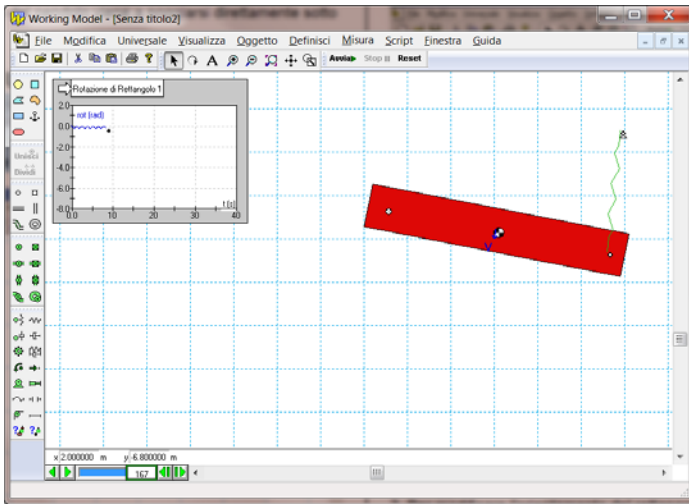 Working Model - [Senza titolo2]
File Modifica Universale Visualizza Oggetto Definisci Misura Script Finestra Guida
A Avvia Stop Reset
Rotazione di Rettangolo 1
2.0
rot (rad)
0.0
-2.0
-4.0
-6.0
-8.0
t (s)
0.0 10 20 30 40
Unisci
Dividi
V
x 2.000000 m y -6.800000 m
167